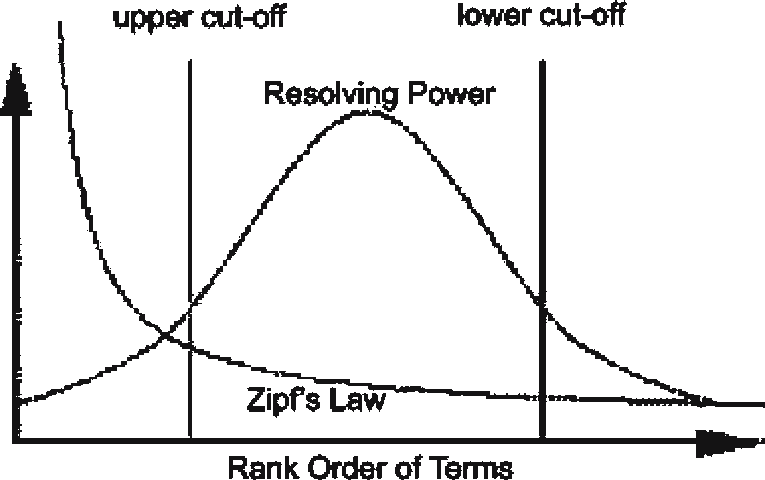 upper cut-off
lower cut-off
Resolving Power
Zipf's Law
Rank Order of Terms